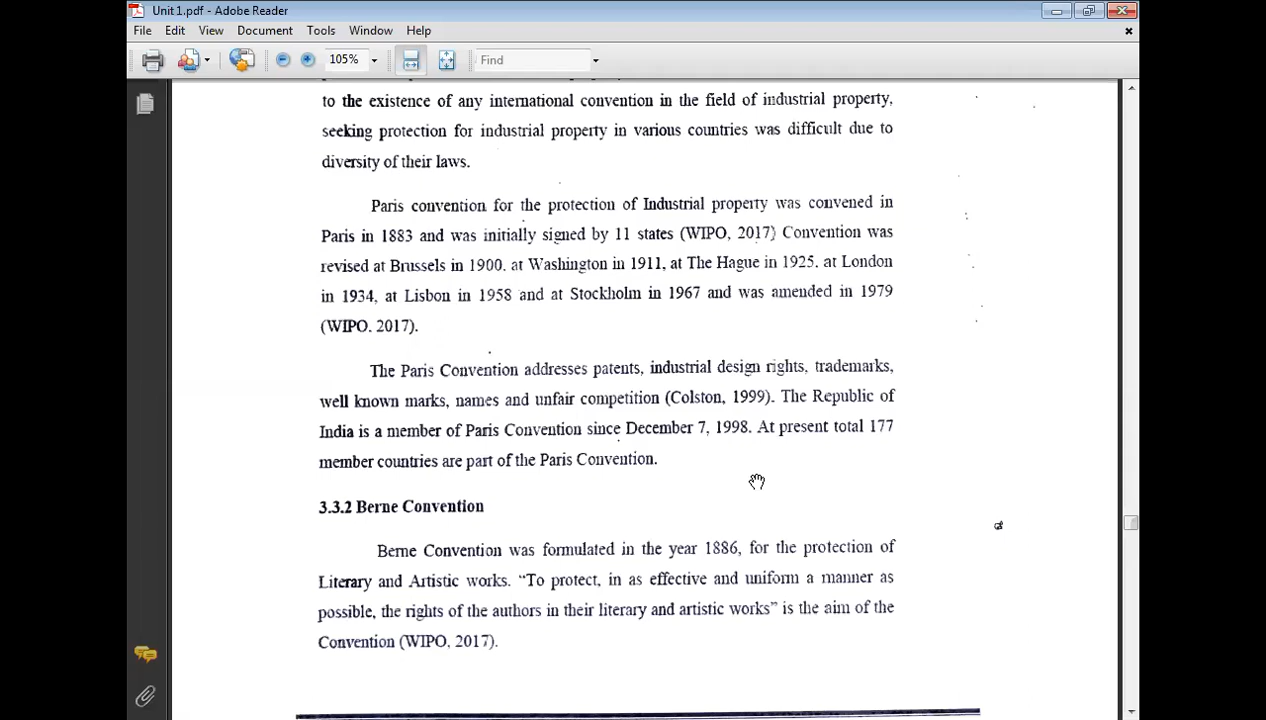 Unit 1.pdf - Adobe Reader
File Edit View Document Tools Window Help
105% Find
to the existence of any international convention in the field of industrial property,
seeking protection for industrial property in various countries was difficult due to
diversity of their laws.
Paris convention for the protection of Industrial property was convened in
Paris in 1883 and was initially signed by 11 states (WIPO, 2017) Convention was
revised at Brussels in 1900. at Washington in 1911, at The Hague in 1925. at London
in 1934, at Lisbon in 1958 and at Stockholm in 1967 and was amended in 1979
(WIPO. 2017).
The Paris Convention addresses patents, industrial design rights, trademarks,
well known marks, names and unfair competition (Colston, 1999). The Republic of
India is a member of Paris Convention since December 7, 1998. At present total 177
member countries are part of the Paris Convention.
3.3.2 Berne Convention
Berne Convention was formulated in the year 1886, for the protection of
Literary and Artistic works. “To protect, in as effective and uniform a manner as
possible, the rights of the authors in their literary and artistic works” is the aim of the
Convention (WIPO, 2017).